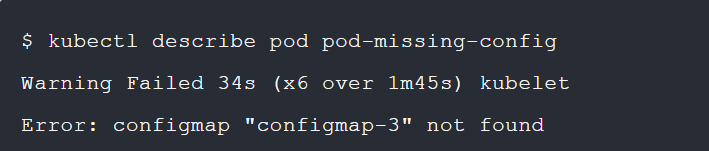 $ kubectl describe pod pod-missing-config
Warning Failed 34s (x6 over 1m45s) kubelet
Error: configmap "configmap-3" not found